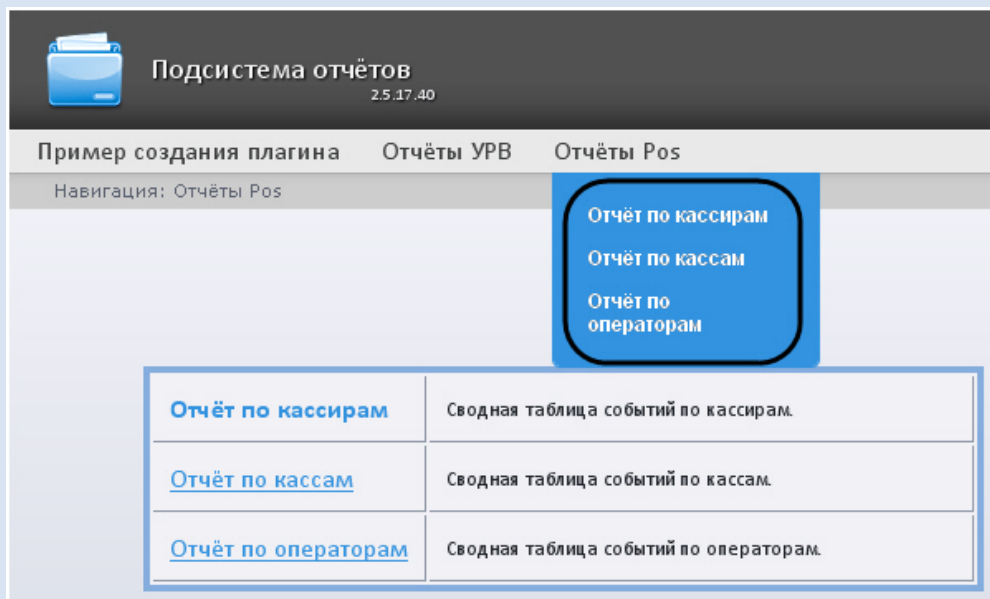 Подсистема отчётов
2.5.17.40
Пример создания плагина Отчёты УРВ Отчёты Pos
Навигация: Отчёты Pos
Отчёт по кассирам
Отчёт по кассам
Отчёт по
операторам
Отчёт по кассирам Сводная таблица событий по кассирам.
Отчёт по кассам Сводная таблица событий по кассам.
Отчёт по операторам Сводная таблица событий по операторам.